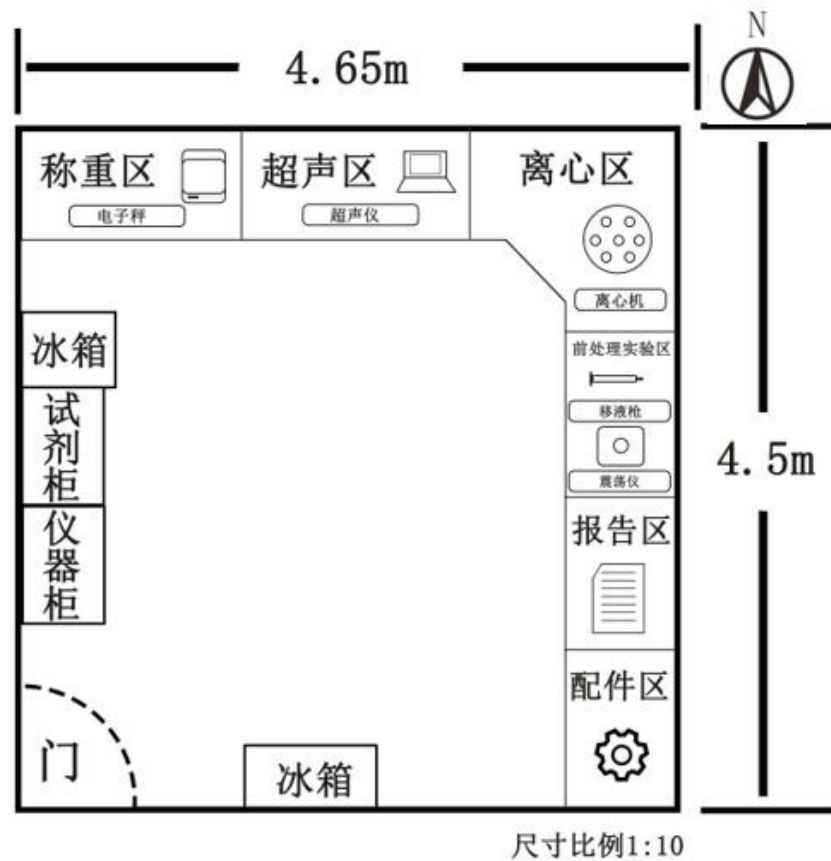 4.65m
N
称重区
电子秤
超声区
超声仪
离心区
离心机
冰箱
试剂柜
仪器柜
前处理实验区
移液枪
震荡仪
4.5m
报告区
配件区
门
冰箱
尺寸比例1:10